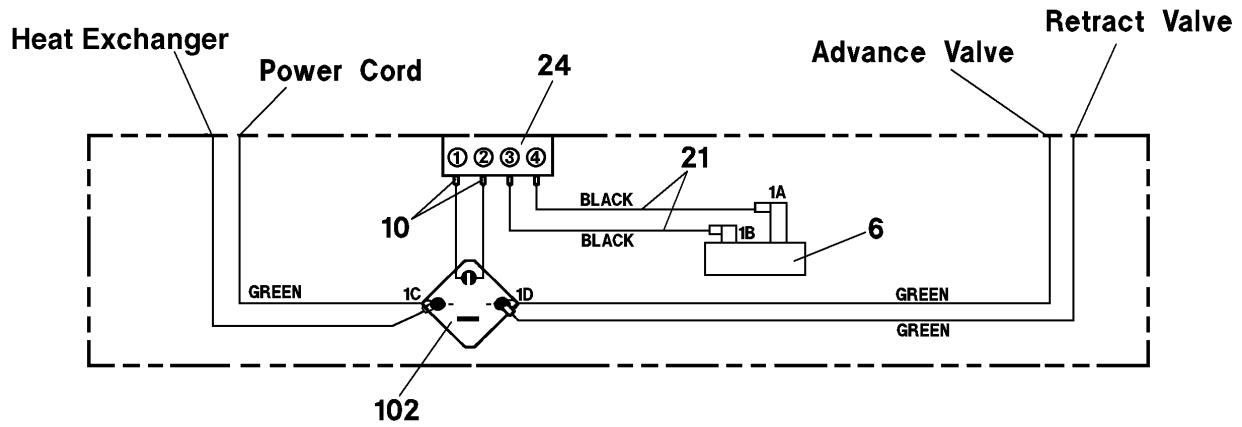 Retract Valve
Heat Exchanger
Advance Valve
Power Cord
24
1 2 3 4
21
1A
BLACK
10
6
1B
BLACK
GREEN
1C
1D
GREEN
GREEN
102